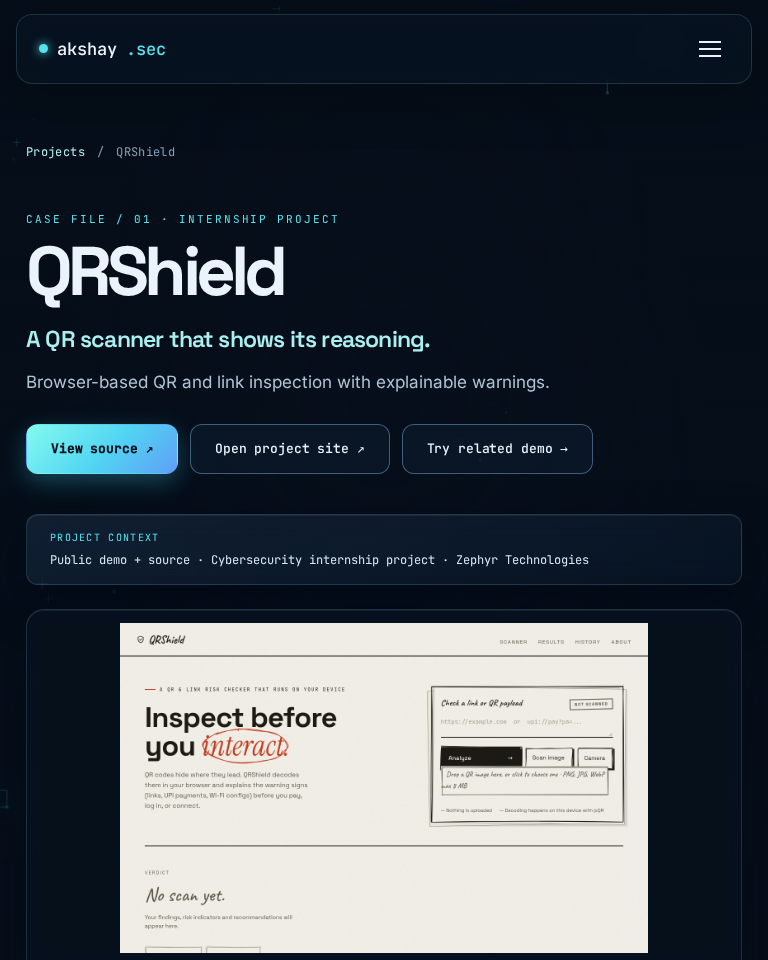 akshay .sec
Projects / QRShield
CASE FILE / 01 · INTERNSHIP PROJECT
QRShield
A QR scanner that shows its reasoning.
Browser-based QR and link inspection with explainable warnings.
View source ↗ Open project site ↗ Try related demo →
PROJECT CONTEXT
Public demo + source · Cybersecurity internship project · Zephyr Technologies
QRShield
SCANNER RESULTS HISTORY ABOUT
A QR & LINK RISK CHECKER THAT RUNS ON YOUR DEVICE
Inspect before
you interact.
QR codes hide where they lead. QRShield decodes
them in your browser and explains the warning signs
(links, UPI payments, Wi-Fi configs) before you pay,
log in, or connect.
Check a link or QR payload
NOT SCANNED
https://example.com or upi://pay?pa=...
Analyze → Scan image Camera
Drop a QR image here, or click to choose one · PNG, JPG, WebP
max 8 MB
— Nothing is uploaded — Decoding happens on this device with jsQR
VERDICT
No scan yet.
Your findings, risk indicators and recommendations will
appear here.